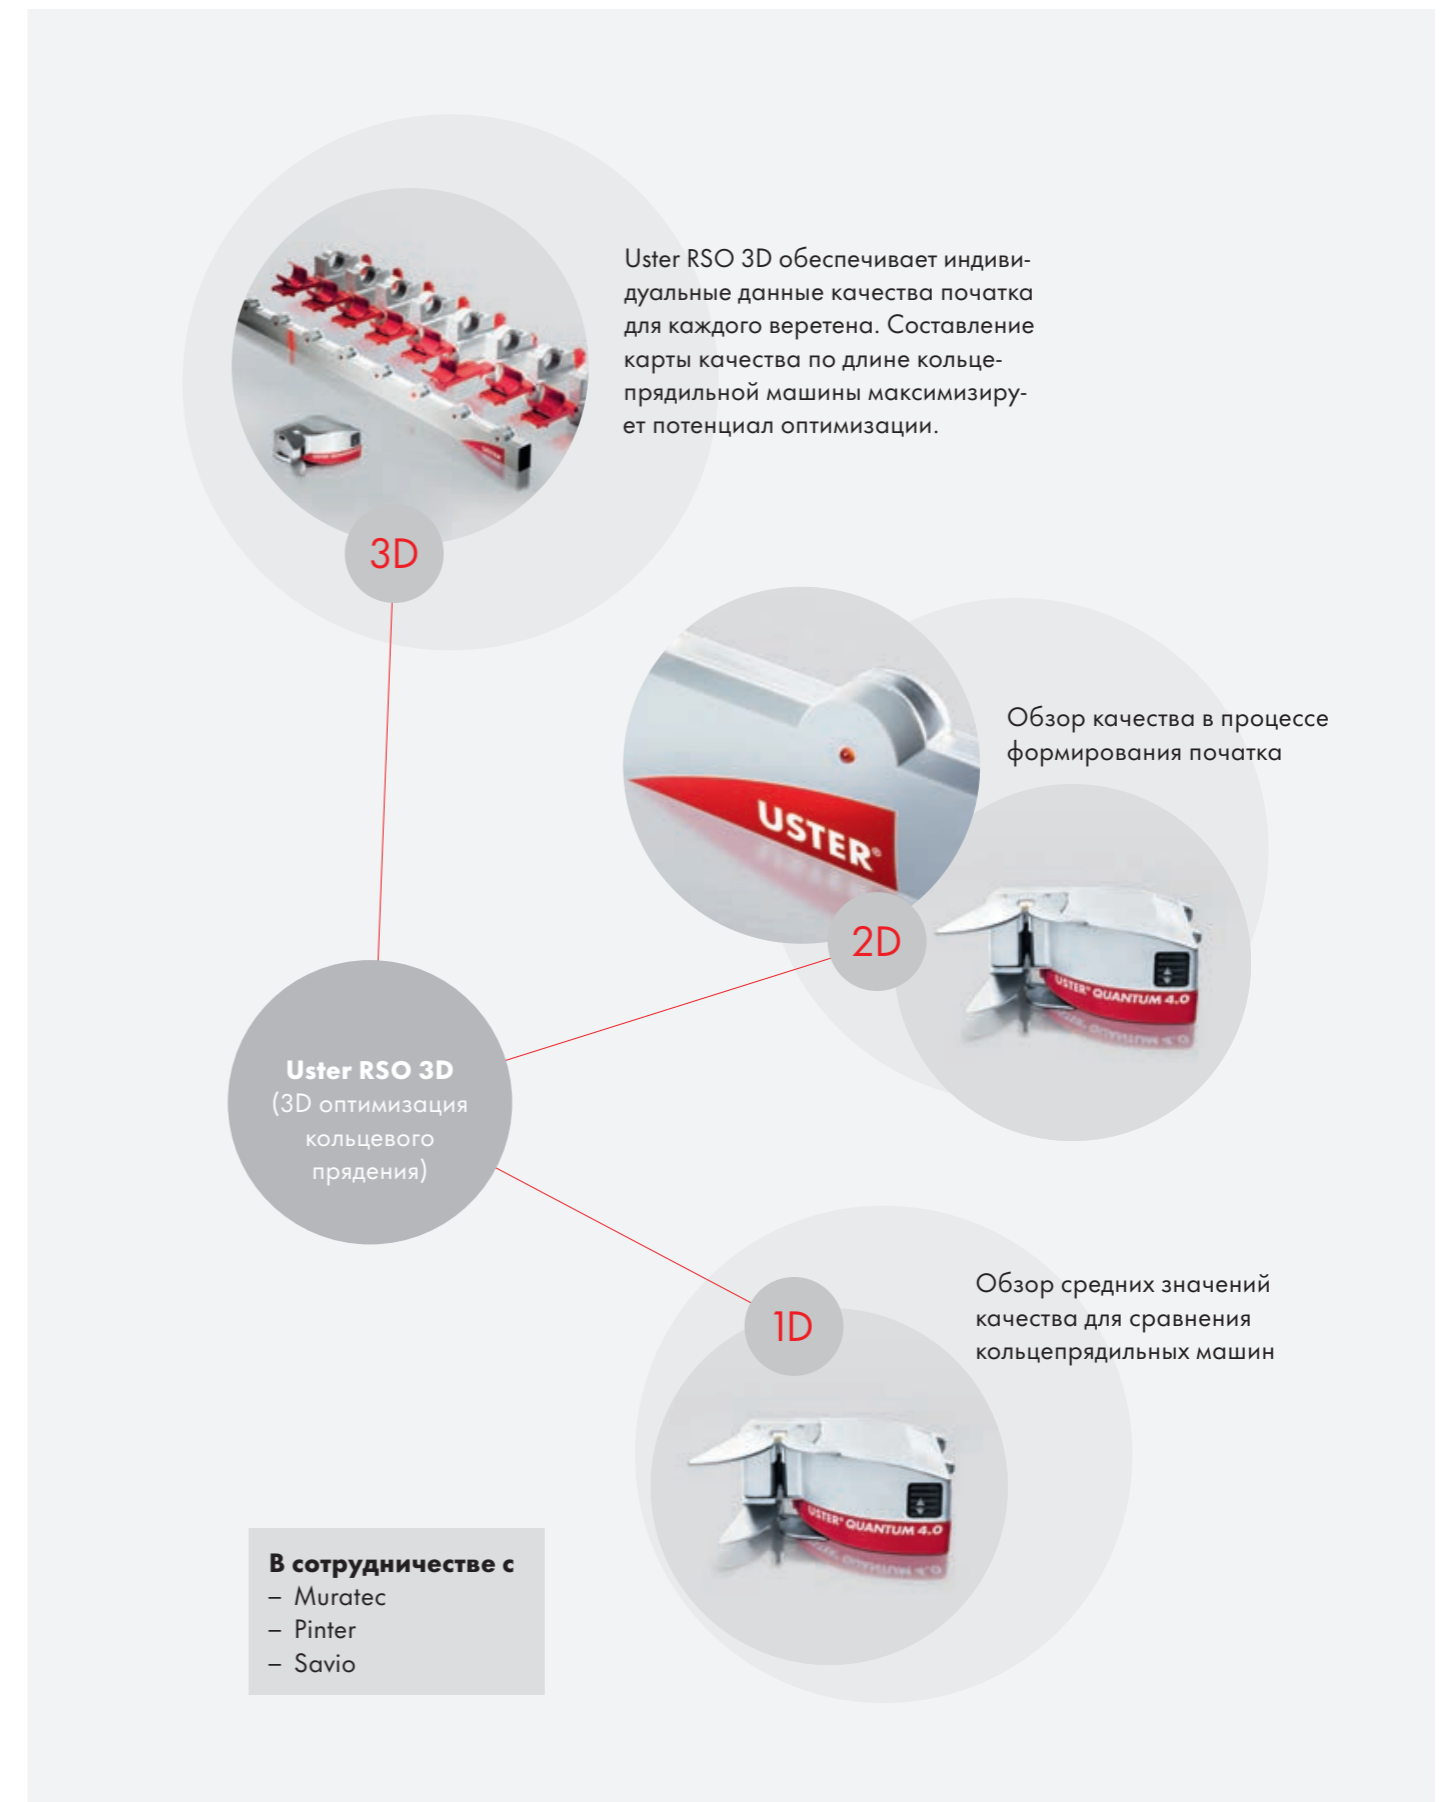 Uster RSO 3D обеспечивает индиви-
дуальные данные качества початка
для каждого веретена. Составление
карты качества по длине кольце-
прядильной машины максимизиру-
ет потенциал оптимизации.
USTER
3D
Обзор качества в процессе
формирования початка
USTER®
2D
USTER® QUANTUM 4.0
Uster RSO 3D
(3D оптимизация
кольцевого
прядения)
1D
Обзор средних значений
качества для сравнения
кольцепрядильных машин
USTER® QUANTUM 4.0
В сотрудничестве с
– Muratec
– Pinter
– Savio